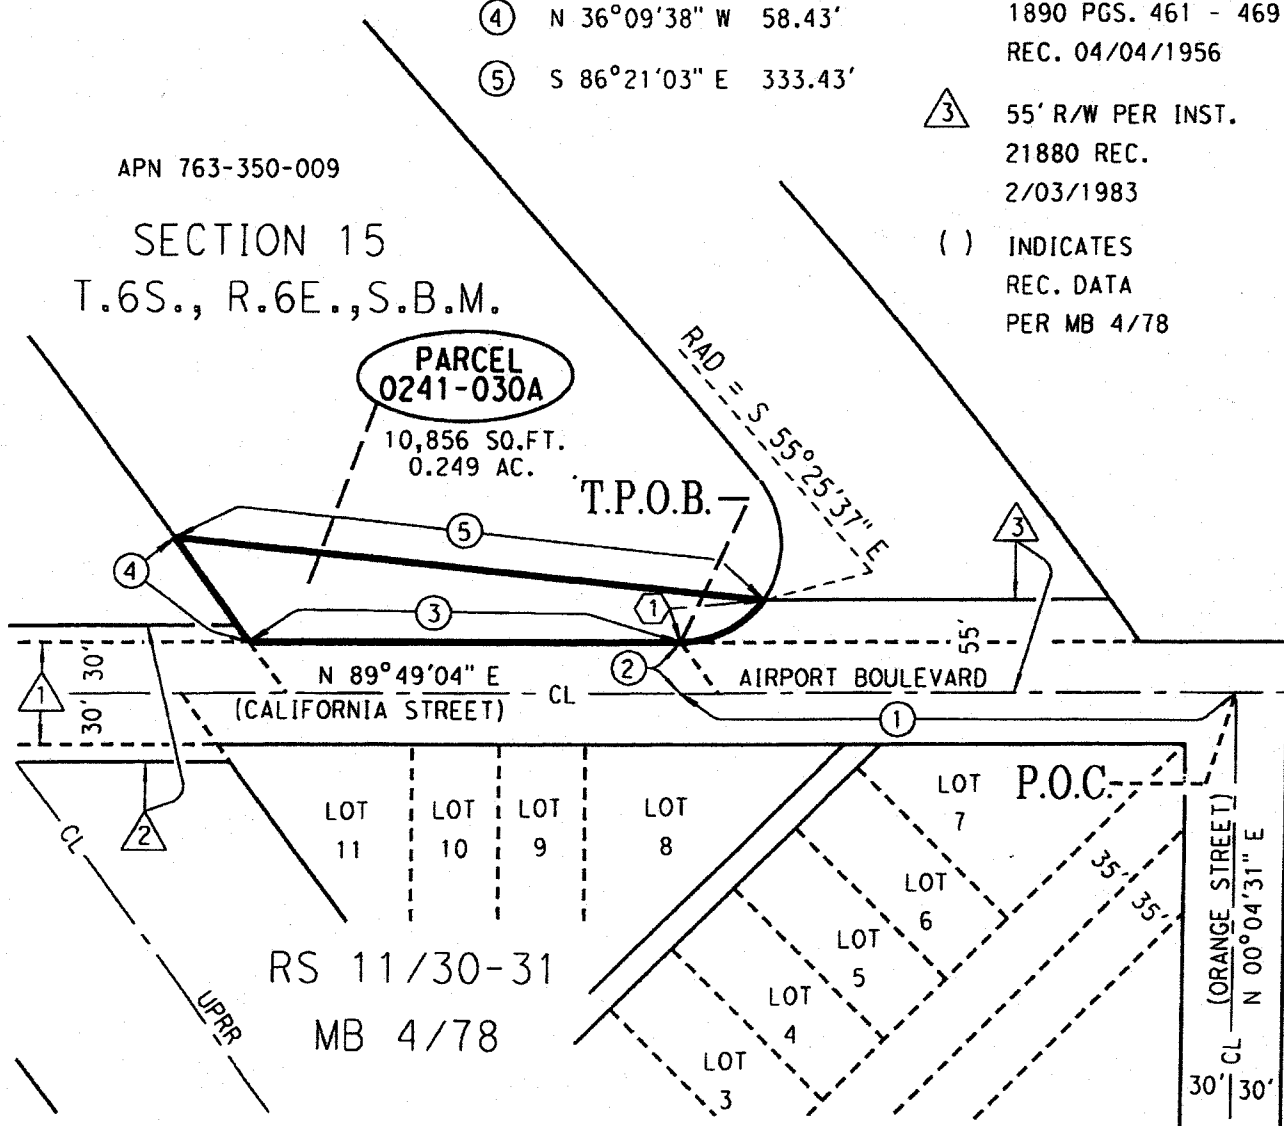 4 N 36°09'38" W 58.43'
5 S 86°21'03" E 333.43'
1890 PGS. 461 - 469
REC. 04/04/1956
3 55' R/W PER INST.
21880 REC.
2/03/1983
( ) INDICATES
REC. DATA
PER MB 4/78
APN 763-350-009
SECTION 15
T.6S., R.6E.,S.B.M.
PARCEL
0241-030A
10,856 SQ.FT.
0.249 AC.
RAD = S 55°25'37" E
T.P.O.B.
5
3
4
3
1
2
55'
1
30'
30'
N 89°49'04" E
(CALIFORNIA STREET)
CL
AIRPORT BOULEVARD
1
2
CL
UPRR
LOT
11
LOT
10
LOT
9
LOT
8
LOT
7
LOT
6
LOT
5
LOT
4
LOT
3
P.O.C.
35'
35'
(ORANGE STREET)
N 00°04'31" E
CL
30'
30'
RS 11/30-31
MB 4/78